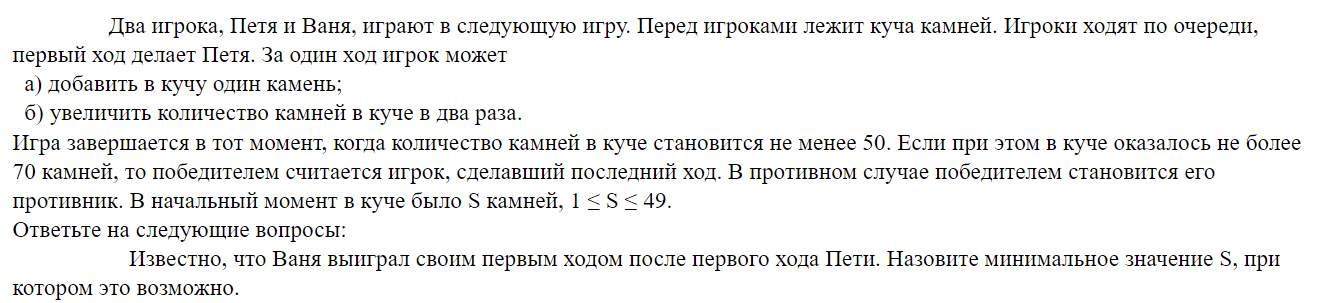 Два игрока, Петя и Ваня, играют в следующую игру. Перед игроками лежит куча камней. Игроки ходят по очереди,
первый ход делает Петя. За один ход игрок может
а) добавить в кучу один камень;
б) увеличить количество камней в куче в два раза.
Игра завершается в тот момент, когда количество камней в куче становится не менее 50. Если при этом в куче оказалось не более
70 камней, то победителем считается игрок, сделавший последний ход. В противном случае победителем становится его
противник. В начальный момент в куче было S камней, 1 ≤ S ≤ 49.
Ответьте на следующие вопросы:
Известно, что Ваня выиграл своим первым ходом после первого хода Пети. Назовите минимальное значение S, при
котором это возможно.